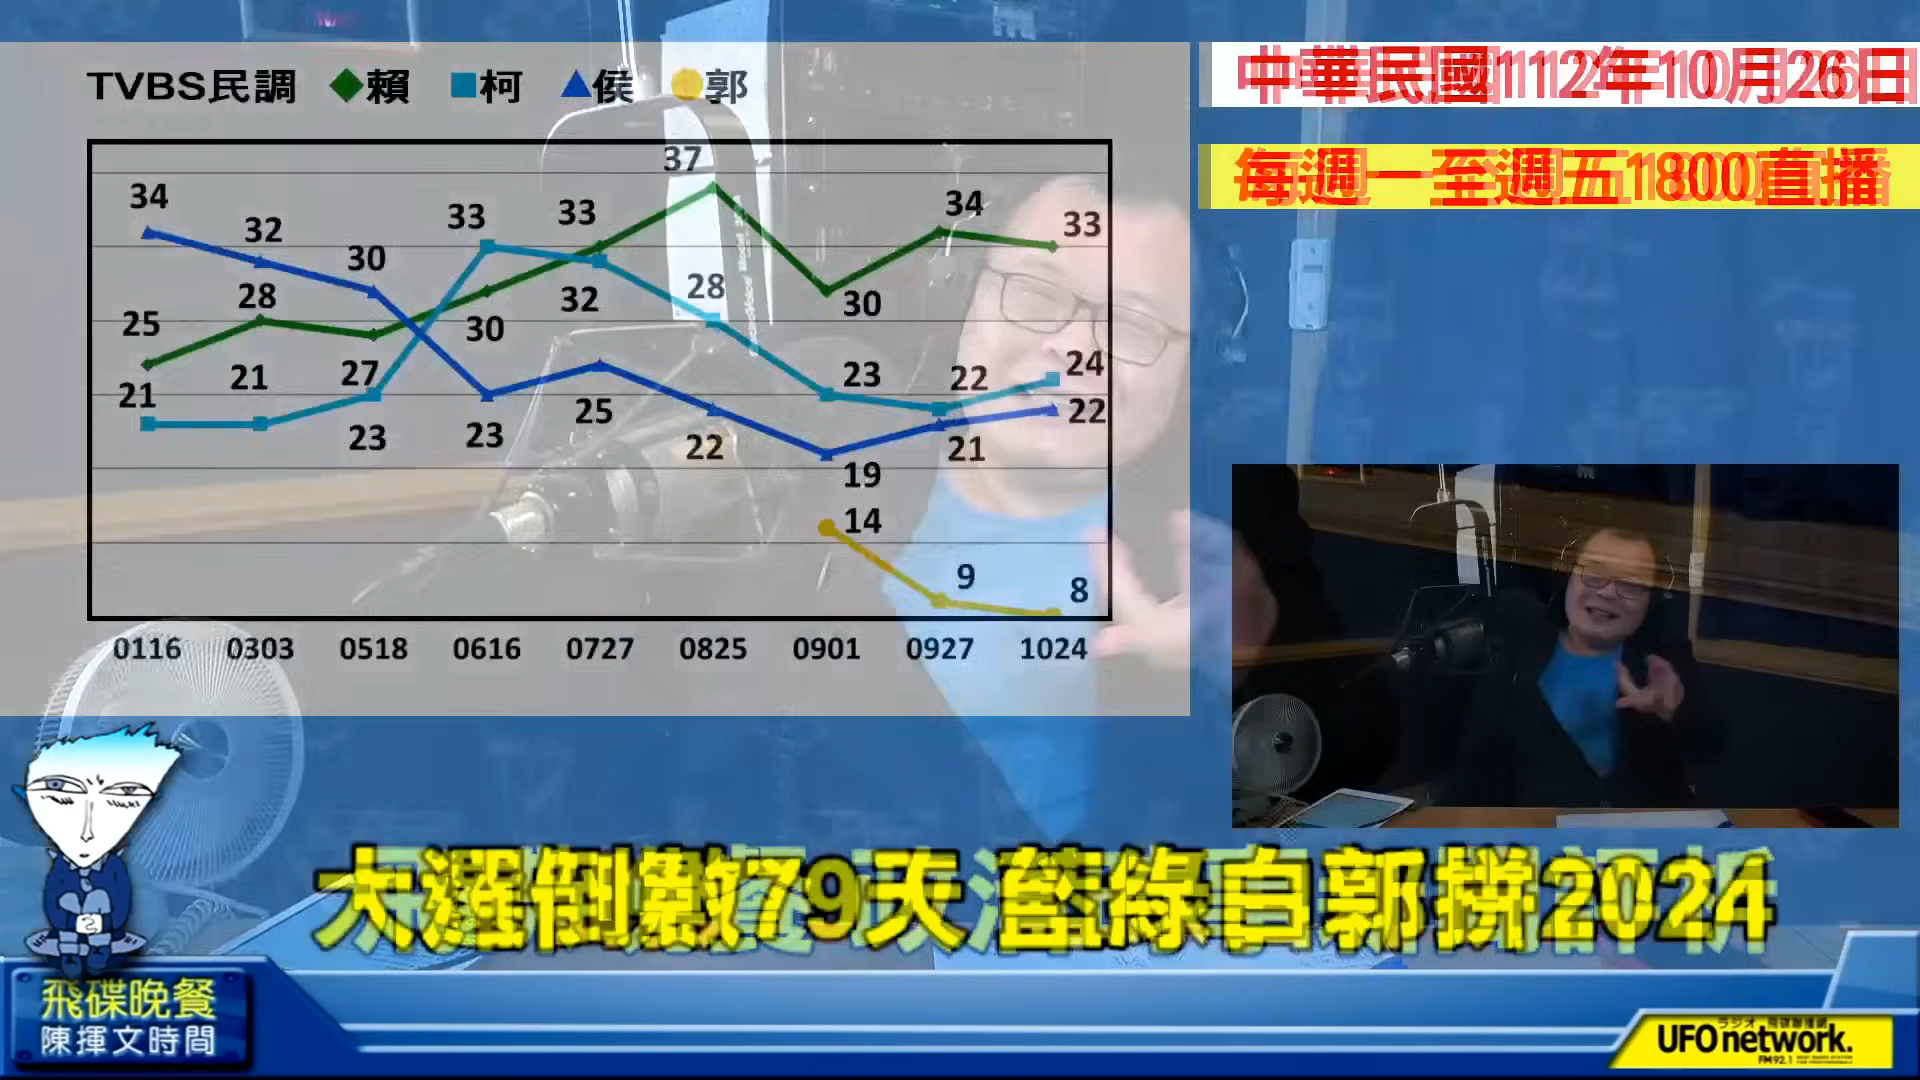 TVBS民調 賴 柯 侯 郭
中華民國112年10月26日
每週一至週五1800直播
37
34 32 30 33 33 34 33
25 28 30 32 28 30
21 21 27 23 22 24
23 23 25 22 21 22
19
14
9 8
0116 0303 0518 0616 0727 0825 0901 0927 1024
大選倒數79天 藍綠白郭拼2024
飛碟晚餐
陳揮文時間
UFO network.
FM92.1